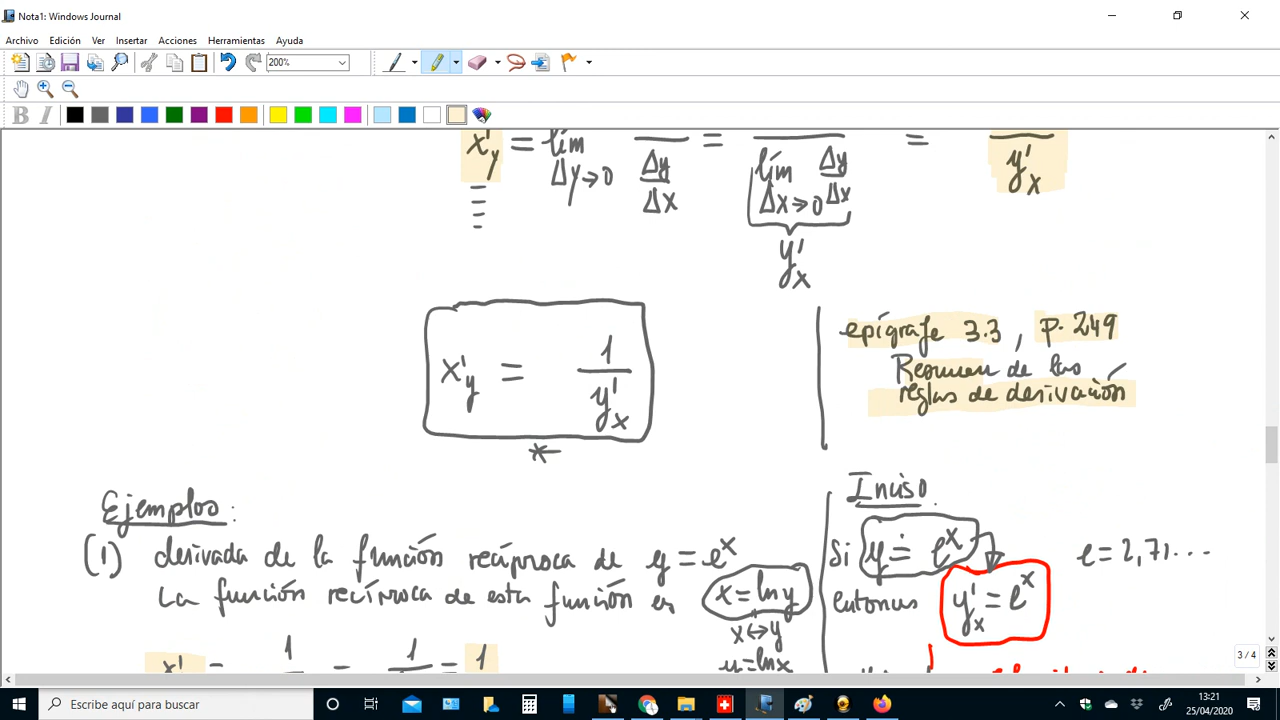 Nota1: Windows Journal
Archivo Edición Ver Insertar Acciones Herramientas Ayuda
200%
B I
x'y = lím Δy→0 1/(Δy/Δx) = 1/(lím Δx→0 Δy/Δx) = 1/y'x
y'x
x'y = 1/y'x
*
epígrafe 3.3, p. 249
Resumen de las
reglas de derivación
Ejemplos:
(1) derivada de la función recíproca de y = e^x
La función recíproca de esta función es x = ln y
x↔y
y = ln x
x' = 1 = 1 = 1
Inciso.
Si y = e^x
entonces y'x = e^x
e = 2,71...
3 / 4
Escribe aquí para buscar
13:21
25/04/2020